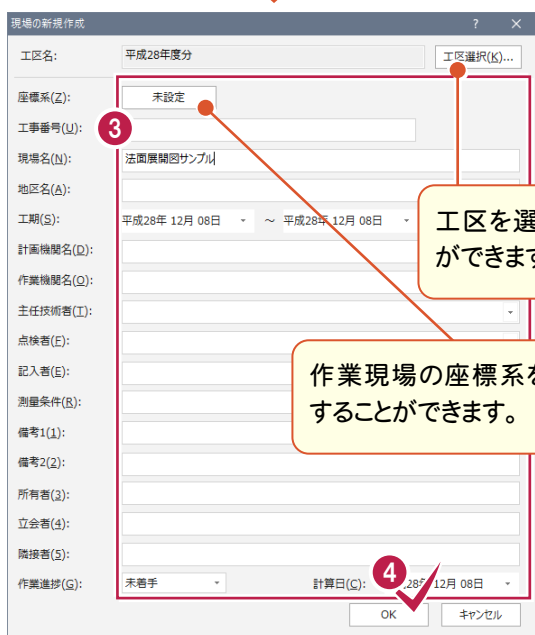 現場の新規作成
工区名: 平成28年度分 工区選択(K)...
座標系(Z): 未設定
工事番号(U): 3
現場名(N): 法面展開図サンプル
地区名(A):
工期(S): 平成28年 12月 08日 ～ 平成28年 12月 08日
工区を選
ができます
計画機関名(D):
作業機関名(O):
主任技術者(T):
点検者(F):
記入者(E):
作業現場の座標系を
することができます。
測量条件(R):
備考1(1):
備考2(2):
所有者(3):
立会者(4):
隣接者(5):
作業進捗(G): 未着手 計算日(C): 4 28年 12月 08日
OK キャンセル